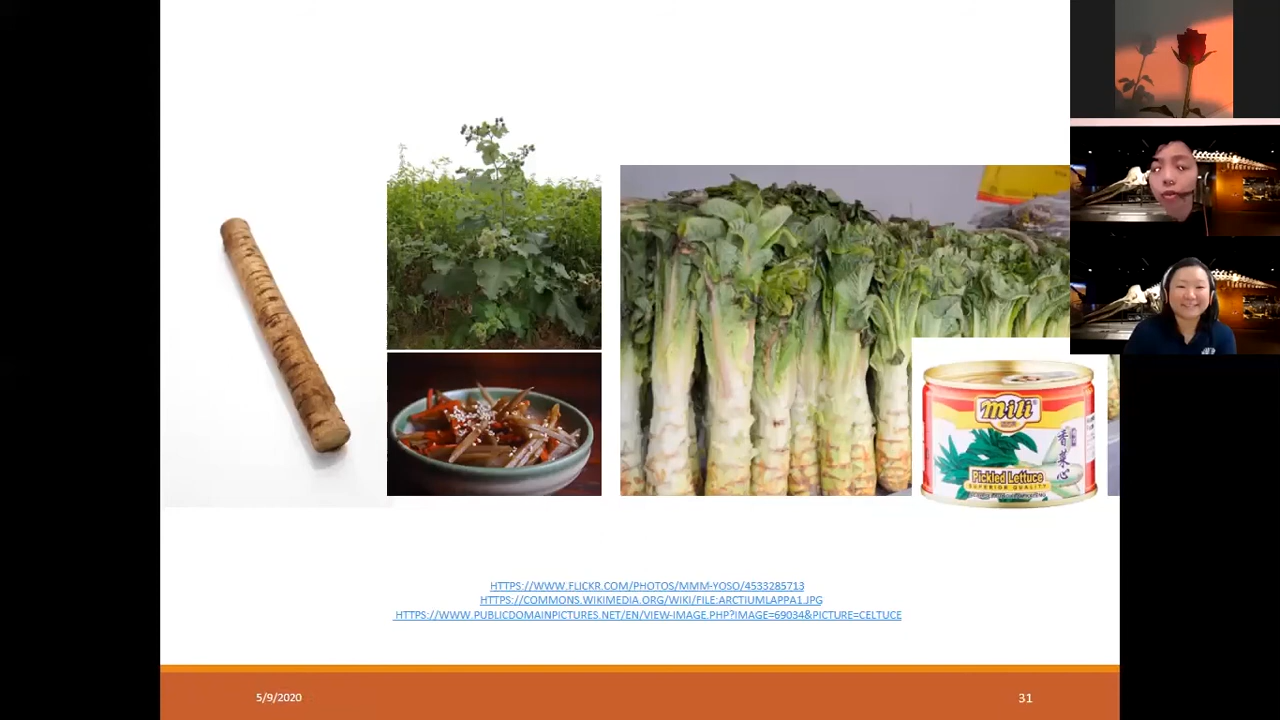 mili
香菜心
Pickled Lettuce
SUPERIOR QUALITY
HTTPS://WWW.FLICKR.COM/PHOTOS/MMM-YOSO/4533285713
HTTPS://COMMONS.WIKIMEDIA.ORG/WIKI/FILE:ARCTIUMLAPPA1.JPG
HTTPS://WWW.PUBLICDOMAINPICTURES.NET/EN/VIEW-IMAGE.PHP?IMAGE=69034&PICTURE=CELTUCE
5/9/2020
31